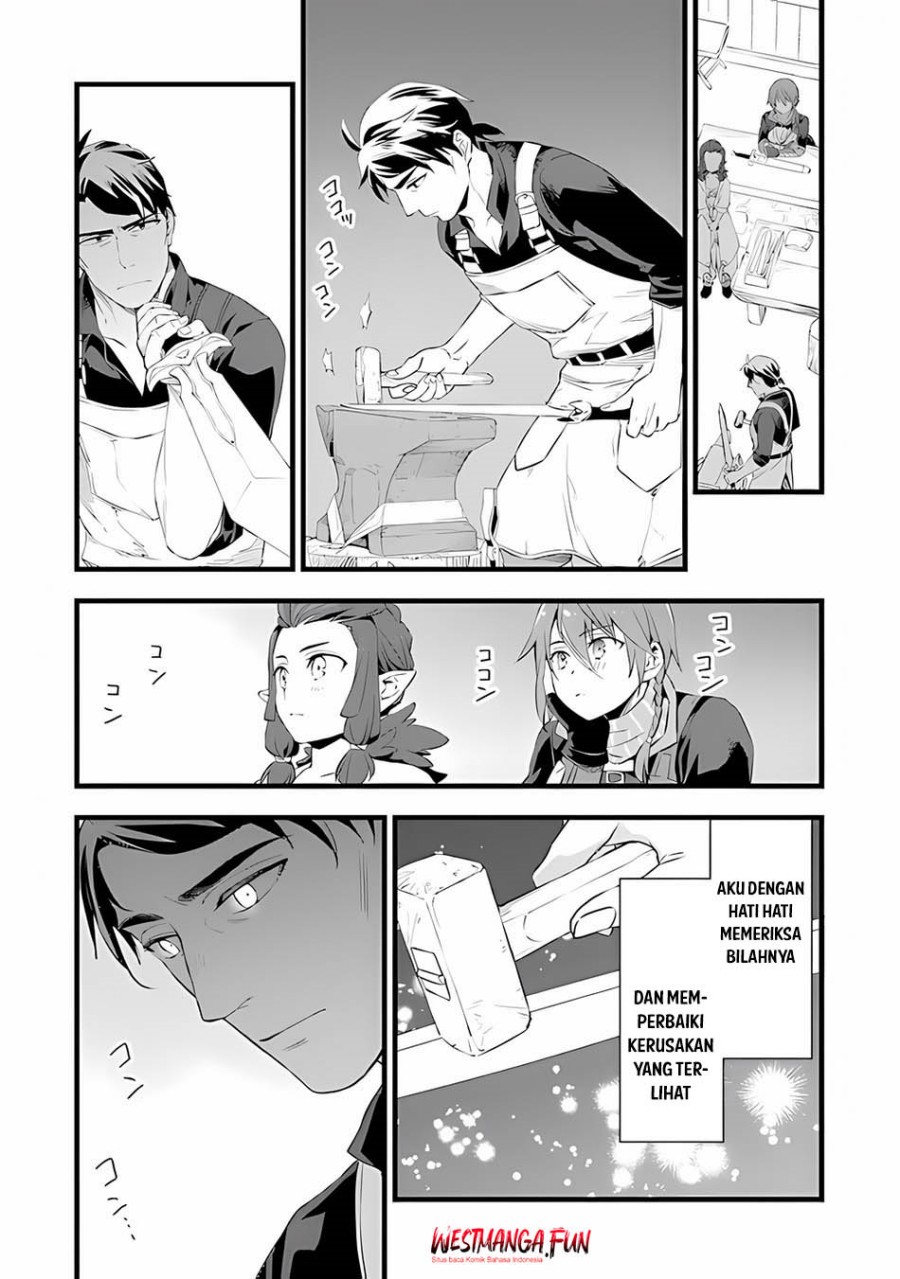 ココッ
コンコン
コン
コンコン
コン
コン
AKU DENGAN
HATI HATI
MEMERIKSA
BILAHNYA
DAN MEM-
PERBAIKI
KERUSAKAN
YANG TER-
LIHAT
コン
コン…
WESTMANGA.FUN
Situs baca Komik Bahasa Indonesia